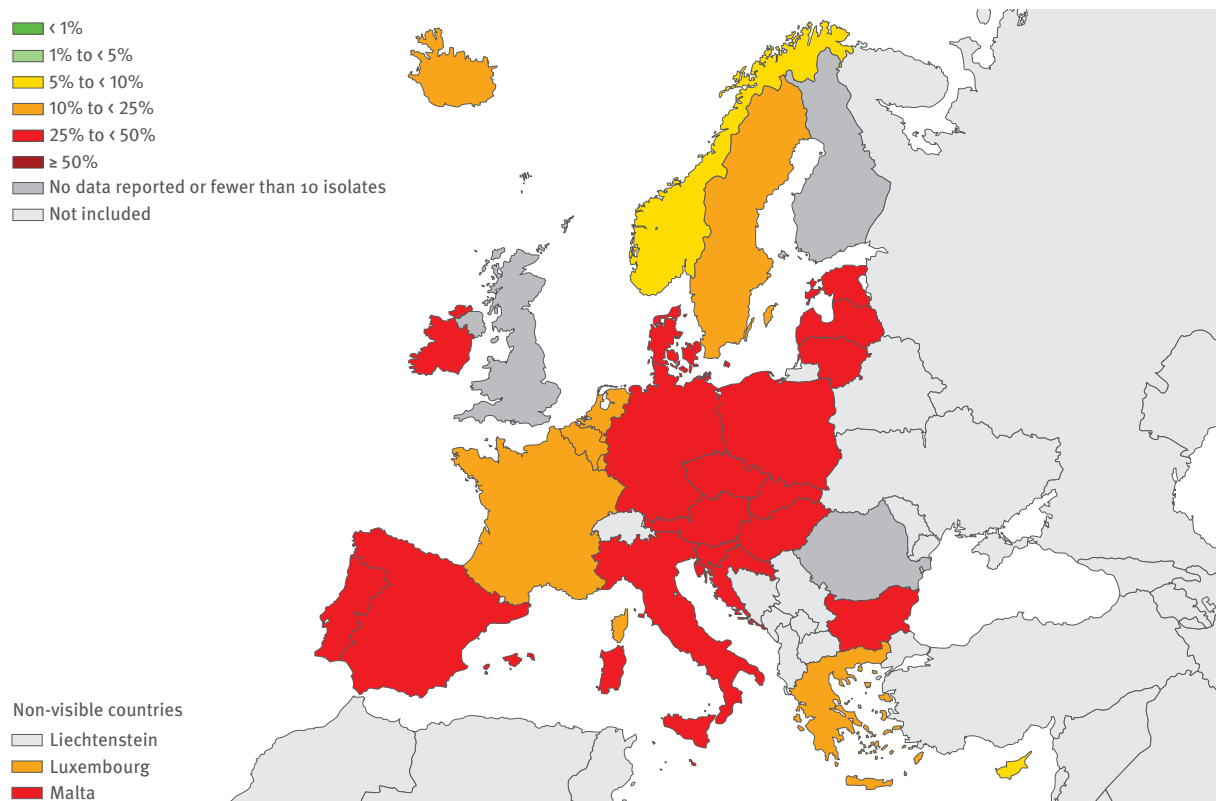 < 1%
1% to < 5%
5% to < 10%
10% to < 25%
25% to < 50%
≥ 50%
No data reported or fewer than 10 isolates
Not included
Non-visible countries
Liechtenstein
Luxembourg
Malta